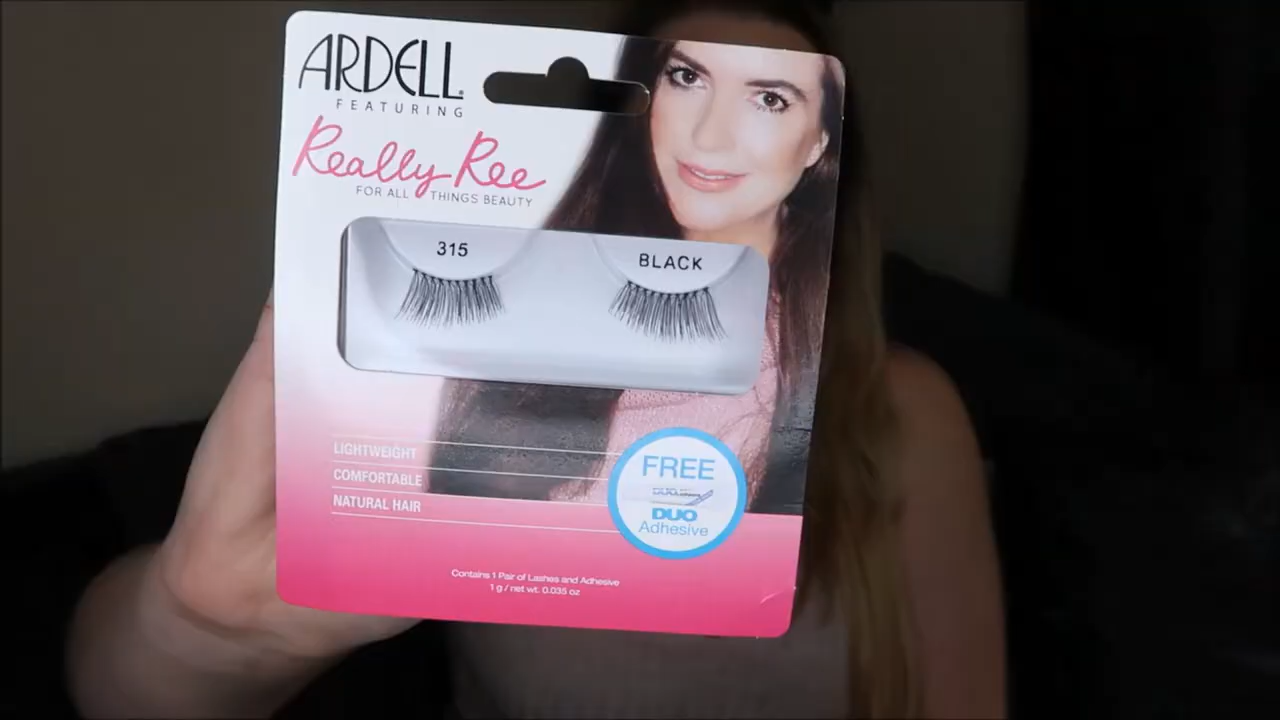 ARDELL
FEATURING
Really Ree
FOR ALL THINGS BEAUTY
315
BLACK
LIGHTWEIGHT
COMFORTABLE
NATURAL HAIR
FREE
DUO
Adhesive
Contains 1 Pair of Lashes and Adhesive
1 g / net wt. 0.035 oz